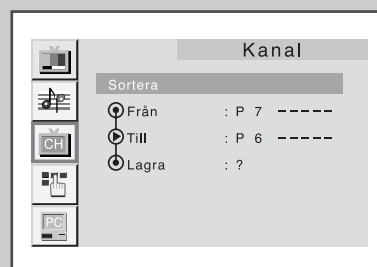 Kanal
Sortera
Från : P 7 -----
Till : P 6 -----
CH
Lagra : ?
PC